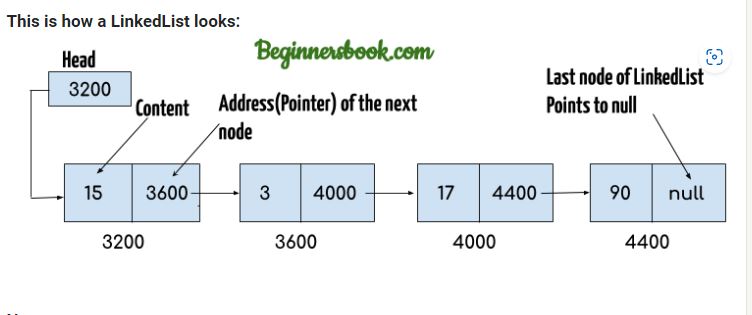 This is how a LinkedList looks:
Beginnersbook.com
Head
3200
Content
Address(Pointer) of the next
node
Last node of LinkedList
Points to null
15 3600
3 4000
17 4400
90 null
3200
3600
4000
4400